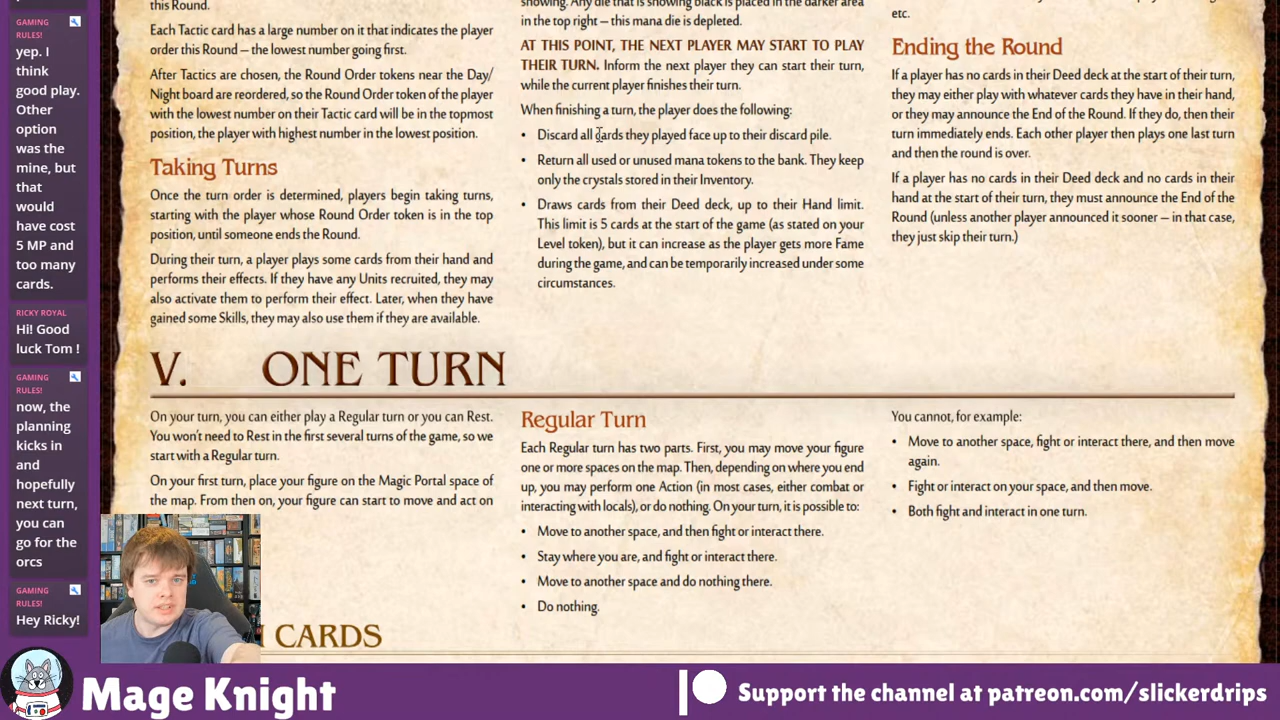 GAMING
RULES!
yep. I
think
good play.
Other
option
was the
mine, but
that
would
have cost
5 MP and
too many
cards.
RICKY ROYAL
Hi! Good
luck Tom !
GAMING
RULES!
now, the
planning
kicks in
and
hopefully
next turn,
you can
go for the
orcs
GAMING
RULES!
Hey Ricky!
this Round.
Each Tactic card has a large number on it that indicates the player
order this Round – the lowest number going first.
After Tactics are chosen, the Round Order tokens near the Day/
Night board are reordered, so the Round Order token of the player
with the lowest number on their Tactic card will be in the topmost
position, the player with highest number in the lowest position.
Taking Turns
Once the turn order is determined, players begin taking turns,
starting with the player whose Round Order token is in the top
position, until someone ends the Round.
During their turn, a player plays some cards from their hand and
performs their effects. If they have any Units recruited, they may
also activate them to perform their effect. Later, when they have
gained some Skills, they may also use them if they are available.
showing. Any die that is showing black is placed in the darker area
in the top right – this mana die is depleted.
AT THIS POINT, THE NEXT PLAYER MAY START TO PLAY
THEIR TURN. Inform the next player they can start their turn,
while the current player finishes their turn.
When finishing a turn, the player does the following:
• Discard all cards they played face up to their discard pile.
• Return all used or unused mana tokens to the bank. They keep
only the crystals stored in their Inventory.
• Draws cards from their Deed deck, up to their Hand limit.
This limit is 5 cards at the start of the game (as stated on your
Level token), but it can increase as the player gets more Fame
during the game, and can be temporarily increased under some
circumstances.
etc.
Ending the Round
If a player has no cards in their Deed deck at the start of their turn,
they may either play with whatever cards they have in their hand,
or they may announce the End of the Round. If they do, then their
turn immediately ends. Each other player then plays one last turn
and then the round is over.
If a player has no cards in their Deed deck and no cards in their
hand at the start of their turn, they must announce the End of the
Round (unless another player announced it sooner – in that case,
they just skip their turn.)
V. ONE TURN
On your turn, you can either play a Regular turn or you can Rest.
You won't need to Rest in the first several turns of the game, so we
start with a Regular turn.
On your first turn, place your figure on the Magic Portal space of
the map. From then on, your figure can start to move and act on
Regular Turn
Each Regular turn has two parts. First, you may move your figure
one or more spaces on the map. Then, depending on where you end
up, you may perform one Action (in most cases, either combat or
interacting with locals), or do nothing. On your turn, it is possible to:
• Move to another space, and then fight or interact there.
• Stay where you are, and fight or interact there.
• Move to another space and do nothing there.
• Do nothing.
You cannot, for example:
• Move to another space, fight or interact there, and then move
again.
• Fight or interact on your space, and then move.
• Both fight and interact in one turn.
CARDS
Mage Knight
Support the channel at patreon.com/slickerdrips